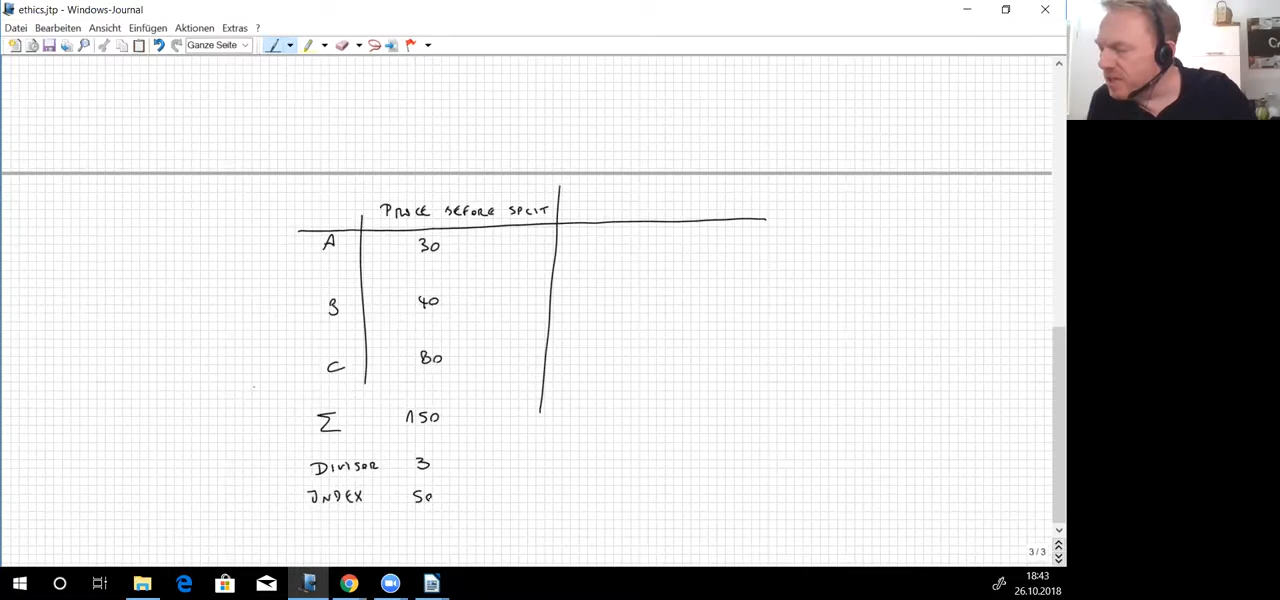 ethics.jtp - Windows-Journal
Datei Bearbeiten Ansicht Einfügen Aktionen Extras ?
Ganze Seite
PRICE BEFORE SPLIT
A 30
B 40
C 80
Σ 150
DIVISOR 3
INDEX 50
3 / 3
18:43
26.10.2018